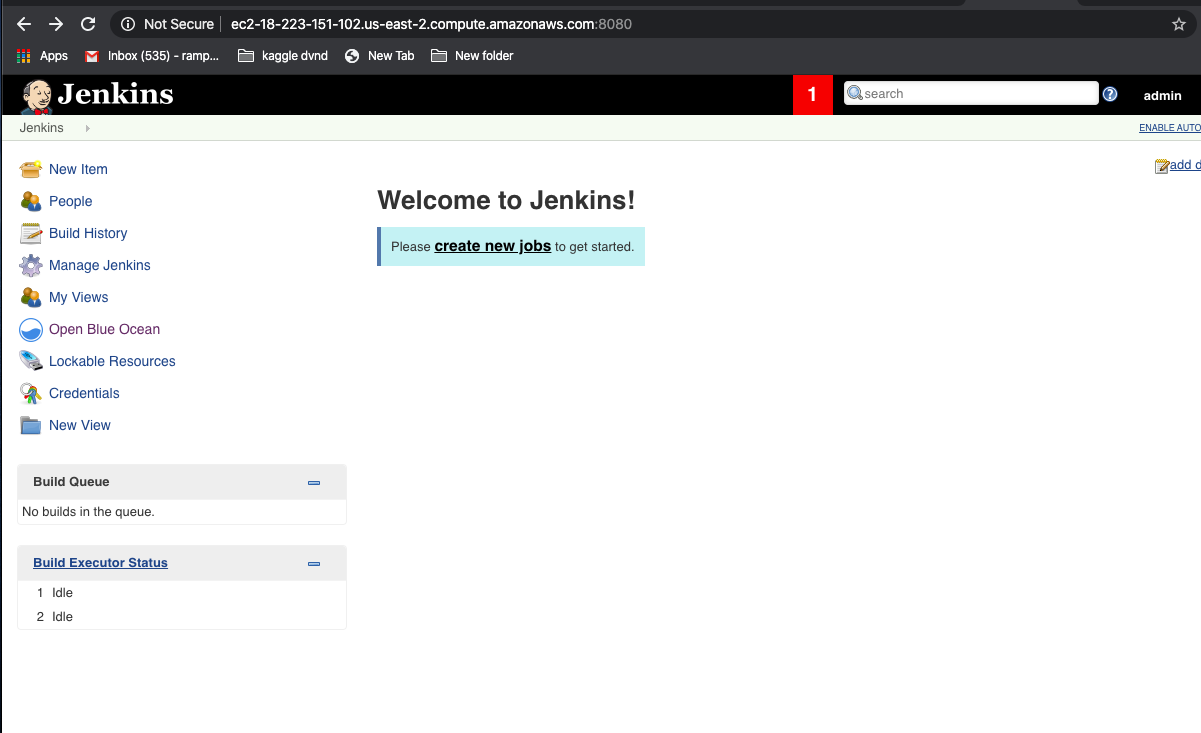 Not Secure ec2-18-223-151-102.us-east-2.compute.amazonaws.com:8080
Apps Inbox (535) - ramp... kaggle dvnd New Tab New folder
Jenkins 1 search ? admin
Jenkins ENABLE AUTO
New Item
People
Build History
Manage Jenkins
My Views
Open Blue Ocean
Lockable Resources
Credentials
New View
add d
Welcome to Jenkins!
Please create new jobs to get started.
Build Queue
No builds in the queue.
Build Executor Status
1 Idle
2 Idle